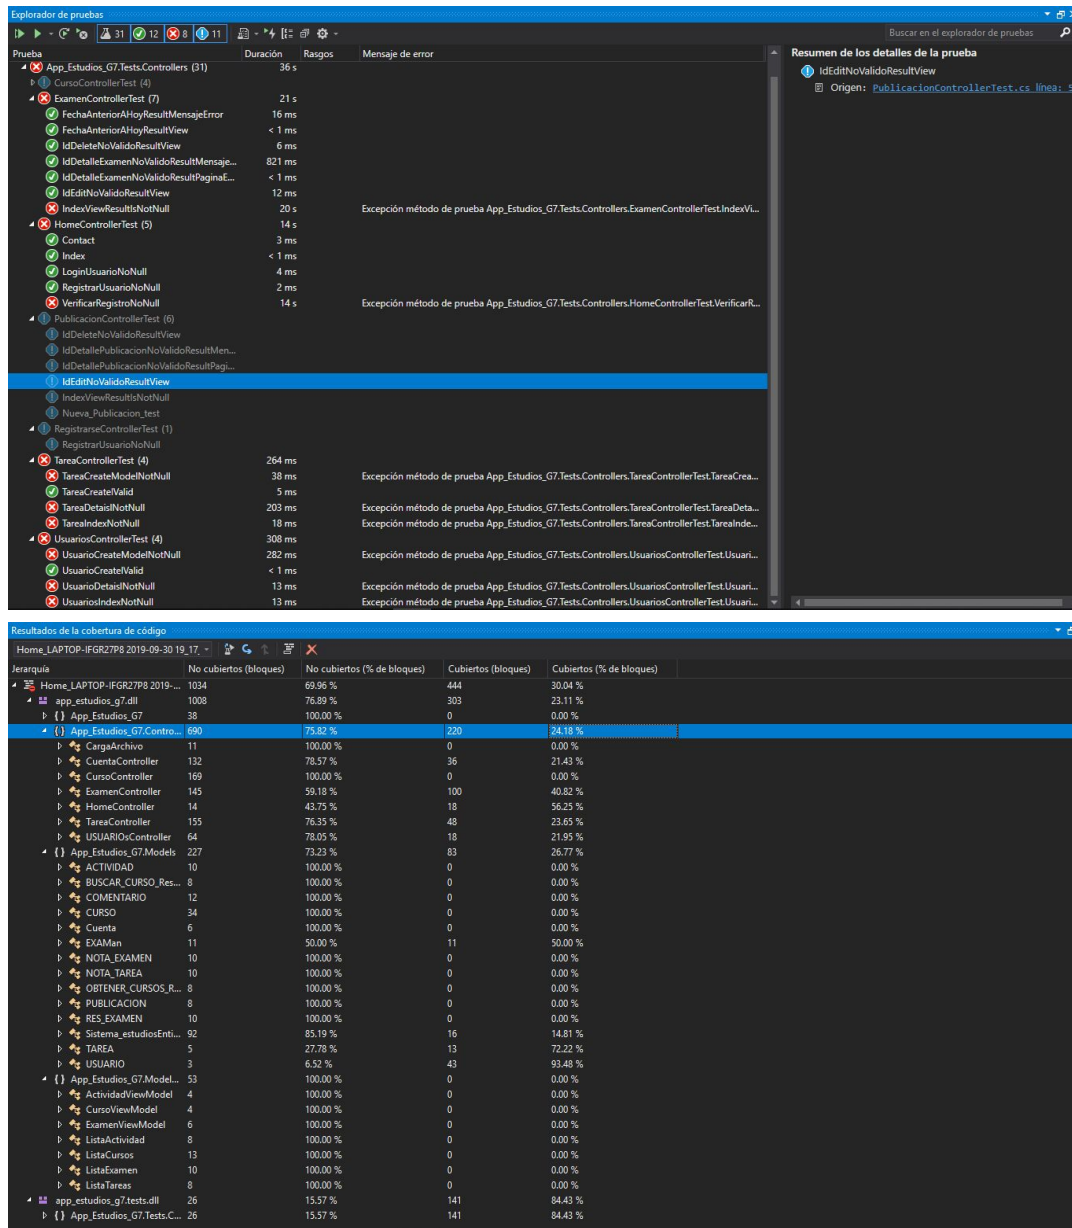 Explorador de pruebas
31 12 8 11 Buscar en el explorador de pruebas
Prueba Duración Rasgos Mensaje de error
App_Estudios_G7.Tests.Controllers (31) 36 s
CursoControllerTest (4)
ExamenControllerTest (7) 21 s
FechaAnteriorAHoyResultMensajeError 16 ms
FechaAnteriorAHoyResultView < 1 ms
IdDeleteNoValidoResultView 6 ms
IdDetalleExamenNoValidoResultMensaje... 821 ms
IdDetalleExamenNoValidoResultPaginaE... < 1 ms
IdEditNoValidoResultView 12 ms
IndexViewResultIsNotNull 20 s Excepción método de prueba App_Estudios_G7.Tests.Controllers.ExamenControllerTest.IndexVi...
HomeControllerTest (5) 14 s
Contact 3 ms
Index < 1 ms
LoginUsuarioNoNull 4 ms
RegistrarUsuarioNoNull 2 ms
VerificarRegistroNoNull 14 s Excepción método de prueba App_Estudios_G7.Tests.Controllers.HomeControllerTest.VerificarR...
PublicacionControllerTest (6)
IdDeleteNoValidoResultView
IdDetallePublicacionNoValidoResultMen...
IdDetallePublicacionNoValidoResultPagi...
IdEditNoValidoResultView
IndexViewResultIsNotNull
Nueva_Publicacion_test
RegistrarseControllerTest (1)
RegistrarUsuarioNoNull
TareaControllerTest (4) 264 ms
TareaCreateModelNotNull 38 ms Excepción método de prueba App_Estudios_G7.Tests.Controllers.TareaControllerTest.TareaCrea...
TareaCreateIValid 5 ms
TareaDetaisINotNull 203 ms Excepción método de prueba App_Estudios_G7.Tests.Controllers.TareaControllerTest.TareaDeta...
TareaIndexNotNull 18 ms Excepción método de prueba App_Estudios_G7.Tests.Controllers.TareaControllerTest.TareaInde...
UsuariosControllerTest (4) 308 ms
UsuarioCreateModelNotNull 282 ms Excepción método de prueba App_Estudios_G7.Tests.Controllers.UsuariosControllerTest.Usuari...
UsuarioCreateIValid < 1 ms
UsuarioDetaisINotNull 13 ms Excepción método de prueba App_Estudios_G7.Tests.Controllers.UsuariosControllerTest.Usuari...
UsuariosIndexNotNull 13 ms Excepción método de prueba App_Estudios_G7.Tests.Controllers.UsuariosControllerTest.Usuari...
Resumen de los detalles de la prueba
IdEditNoValidoResultView
Origen: PublicacionControllerTest.cs línea: 5
Resultados de la cobertura de código
Home_LAPTOP-IFGR27P8 2019-09-30 19_17_
Jerarquía No cubiertos (bloques) No cubiertos (% de bloques) Cubiertos (bloques) Cubiertos (% de bloques)
Home_LAPTOP-IFGR27P8 2019-... 1034 69.96 % 444 30.04 %
app_estudios_g7.dll 1008 76.89 % 303 23.11 %
{ } App_Estudios_G7 38 100.00 % 0 0.00 %
{ } App_Estudios_G7.Contro... 690 75.82 % 220 24.18 %
CargaArchivo 11 100.00 % 0 0.00 %
CuentaController 132 78.57 % 36 21.43 %
CursoController 169 100.00 % 0 0.00 %
ExamenController 145 59.18 % 100 40.82 %
HomeController 14 43.75 % 18 56.25 %
TareaController 155 76.35 % 48 23.65 %
USUARIOsController 64 78.05 % 18 21.95 %
{ } App_Estudios_G7.Models 227 73.23 % 83 26.77 %
ACTIVIDAD 10 100.00 % 0 0.00 %
BUSCAR_CURSO_Res... 8 100.00 % 0 0.00 %
COMENTARIO 12 100.00 % 0 0.00 %
CURSO 34 100.00 % 0 0.00 %
Cuenta 6 100.00 % 0 0.00 %
EXAMan 11 50.00 % 11 50.00 %
NOTA_EXAMEN 10 100.00 % 0 0.00 %
NOTA_TAREA 10 100.00 % 0 0.00 %
OBTENER_CURSOS_R... 8 100.00 % 0 0.00 %
PUBLICACION 8 100.00 % 0 0.00 %
RES_EXAMEN 10 100.00 % 0 0.00 %
Sistema_estudiosEnti... 92 85.19 % 16 14.81 %
TAREA 5 27.78 % 13 72.22 %
USUARIO 3 6.52 % 43 93.48 %
{ } App_Estudios_G7.Model... 53 100.00 % 0 0.00 %
ActividadViewModel 4 100.00 % 0 0.00 %
CursoViewModel 4 100.00 % 0 0.00 %
ExamenViewModel 6 100.00 % 0 0.00 %
ListaActividad 8 100.00 % 0 0.00 %
ListaCursos 13 100.00 % 0 0.00 %
ListaExamen 10 100.00 % 0 0.00 %
ListaTareas 8 100.00 % 0 0.00 %
app_estudios_g7.tests.dll 26 15.57 % 141 84.43 %
{ } App_Estudios_G7.Tests.C... 26 15.57 % 141 84.43 %